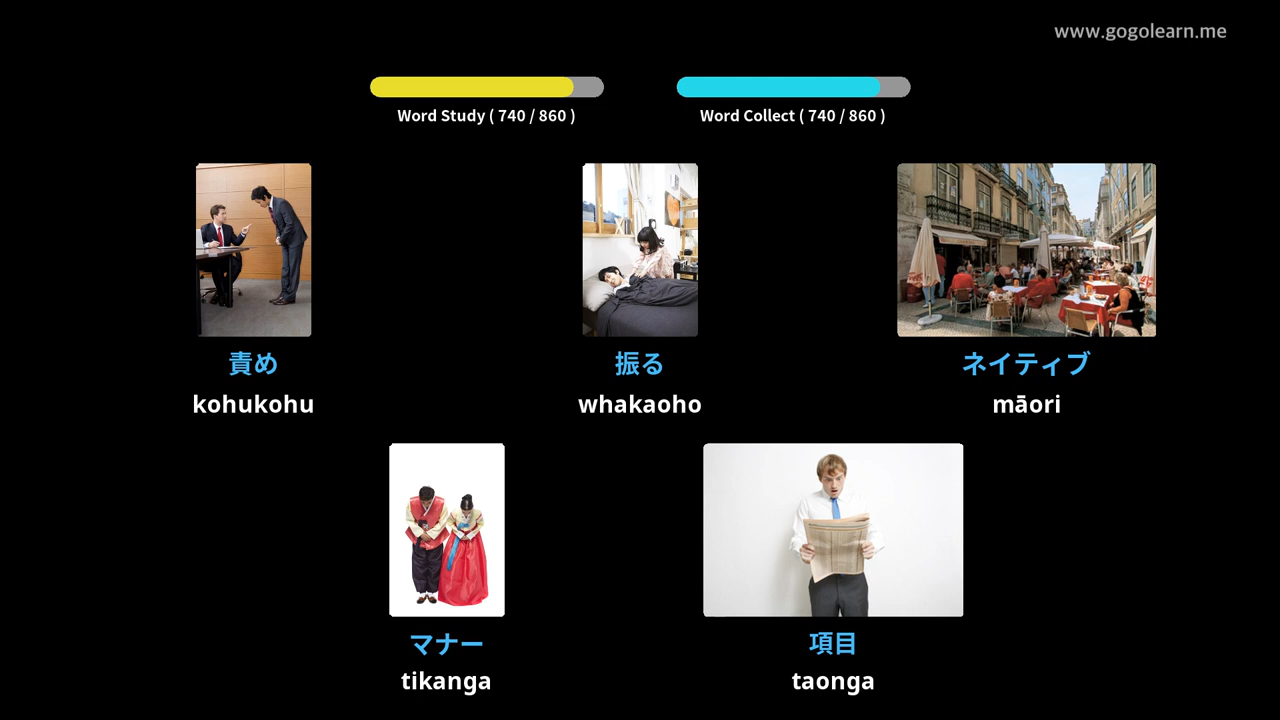 www.gogolearn.me
Word Study ( 740 / 860 )
Word Collect ( 740 / 860 )
責め
kohukohu
振る
whakaoho
ネイティブ
māori
マナー
tikanga
項目
taonga